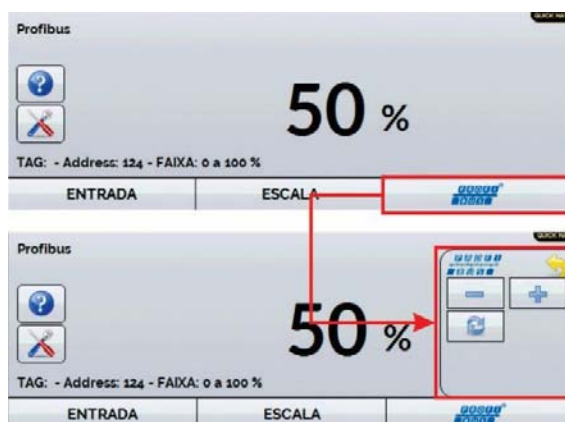 Profibus
50 %
TAG: - Address: 124 - FAIXA: 0 a 100 %
ENTRADA
ESCALA
Profibus
50 %
TAG: - Address: 124 - FAIXA: 0 a 100 %
ENTRADA
ESCALA